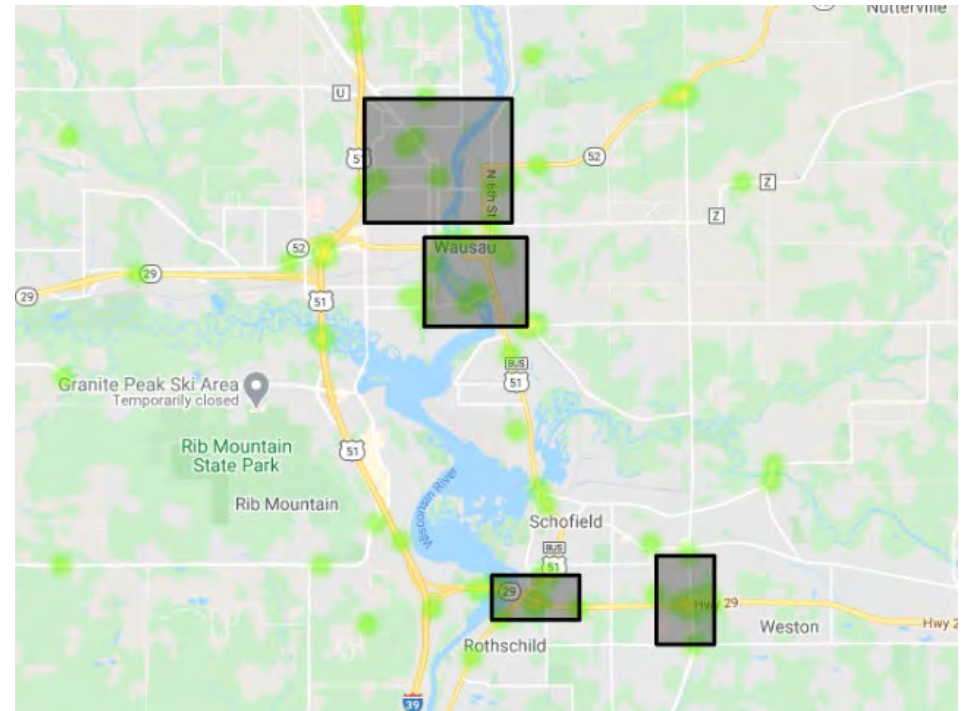 Nutterville
U
51
52
N 6th St
Z
Z
52
Wausau
29
29
51
BUS
51
Granite Peak Ski Area
Temporarily closed
Rib Mountain
State Park
51
Rib Mountain
Wisconsin River
Schofield
BUS
51
29
Hwy 29
Weston
Hwy 2
Rothschild
39